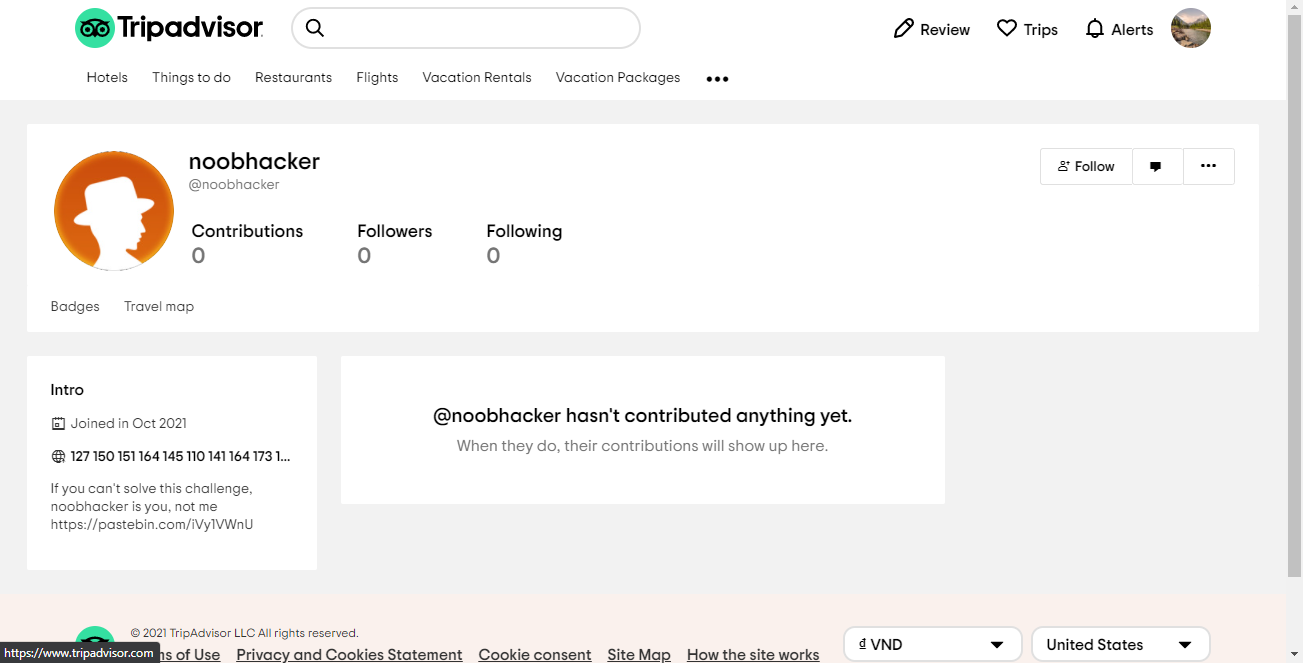 Tripadvisor
Review
Trips
Alerts
Hotels
Things to do
Restaurants
Flights
Vacation Rentals
Vacation Packages
noobhacker
@noobhacker
Follow
Contributions
Followers
Following
0
0
0
Badges
Travel map
Intro
Joined in Oct 2021
127 150 151 164 145 110 141 164 173 1...
If you can't solve this challenge,
noobhacker is you, not me
https://pastebin.com/iVy1VWnU
@noobhacker hasn't contributed anything yet.
When they do, their contributions will show up here.
© 2021 TripAdvisor LLC All rights reserved.
https://www.tripadvisor.com
of Use
Privacy and Cookies Statement
Cookie consent
Site Map
How the site works
₫ VND
United States